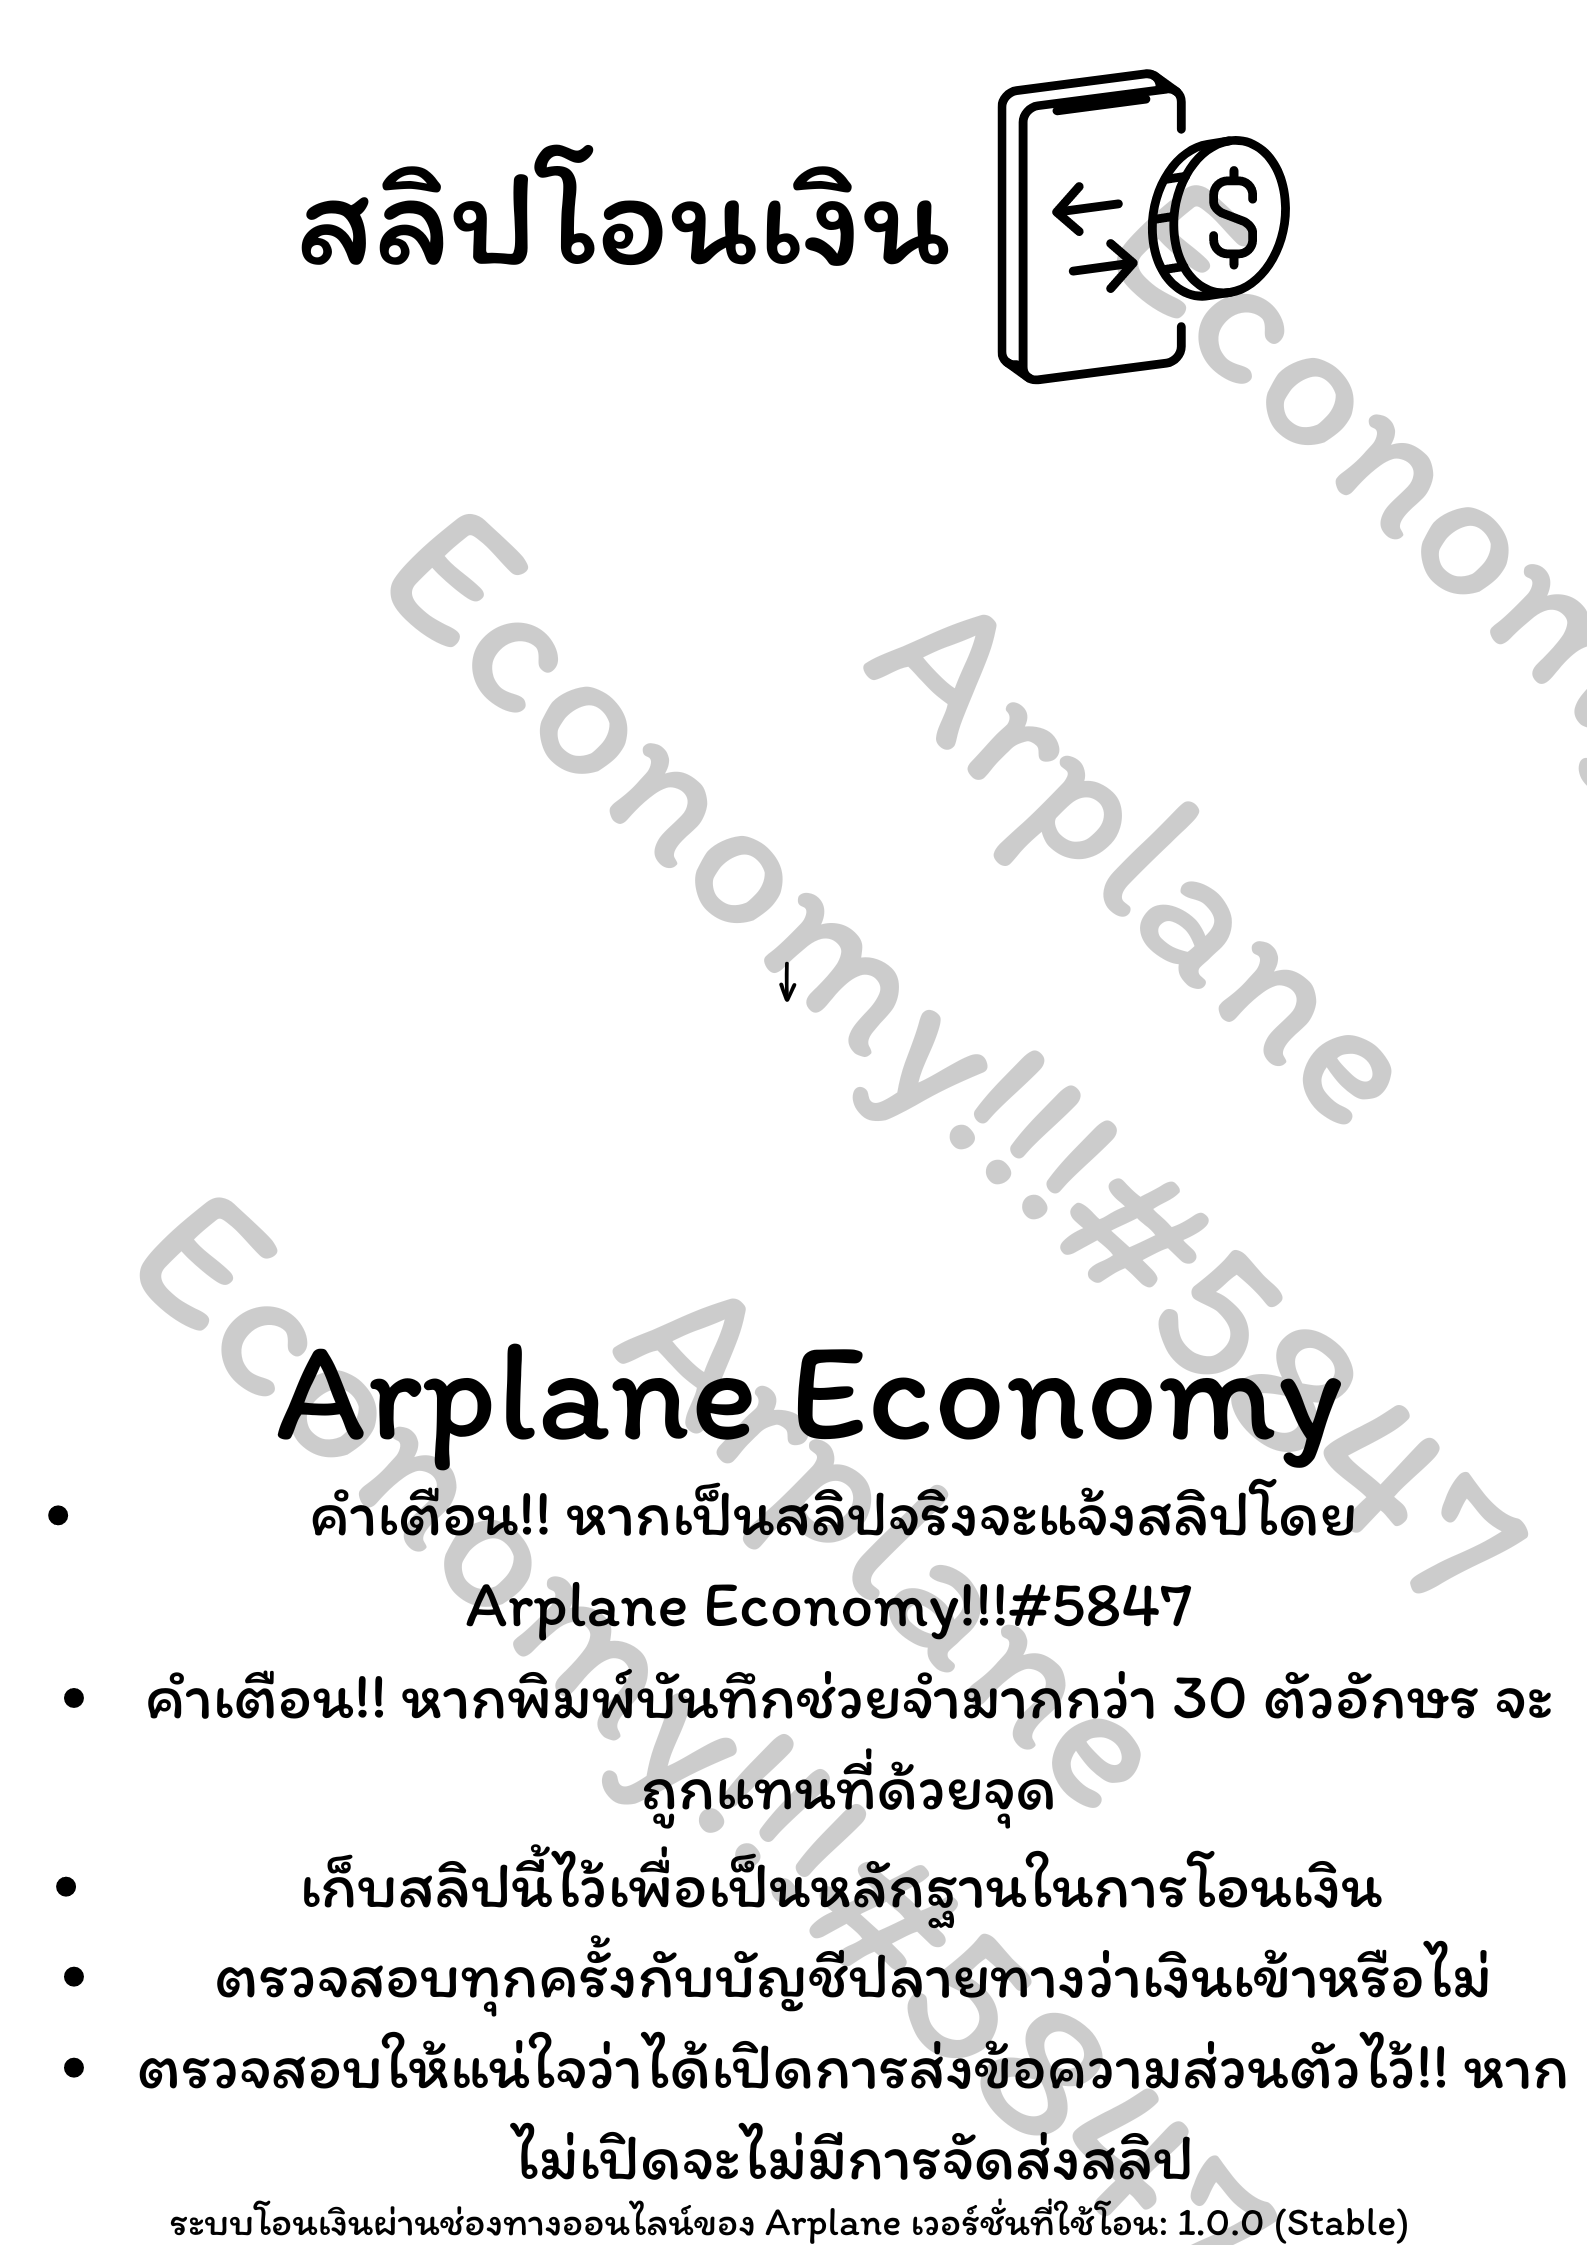 สลิปโอนเงิน
$
Econom
Economy!!!#5847
Arplane
Economy!!!#5847
Arplane
Arplane Economy
• คำเตือน!! หากเป็นสลิปจริงจะแจ้งสลิปโดย
Arplane Economy!!!#5847
• คำเตือน!! หากพิมพ์บันทึกช่วยจำมากกว่า 30 ตัวอักษร จะ
ถูกแทนที่ด้วยจุด
• เก็บสลิปนี้ไว้เพื่อเป็นหลักฐานในการโอนเงิน
• ตรวจสอบทุกครั้งกับบัญชีปลายทางว่าเงินเข้าหรือไม่
• ตรวจสอบให้แน่ใจว่าได้เปิดการส่งข้อความส่วนตัวไว้!! หาก
ไม่เปิดจะไม่มีการจัดส่งสลิป
ระบบโอนเงินผ่านช่องทางออนไลน์ของ Arplane เวอร์ชั่นที่ใช้โอน: 1.0.0 (Stable)